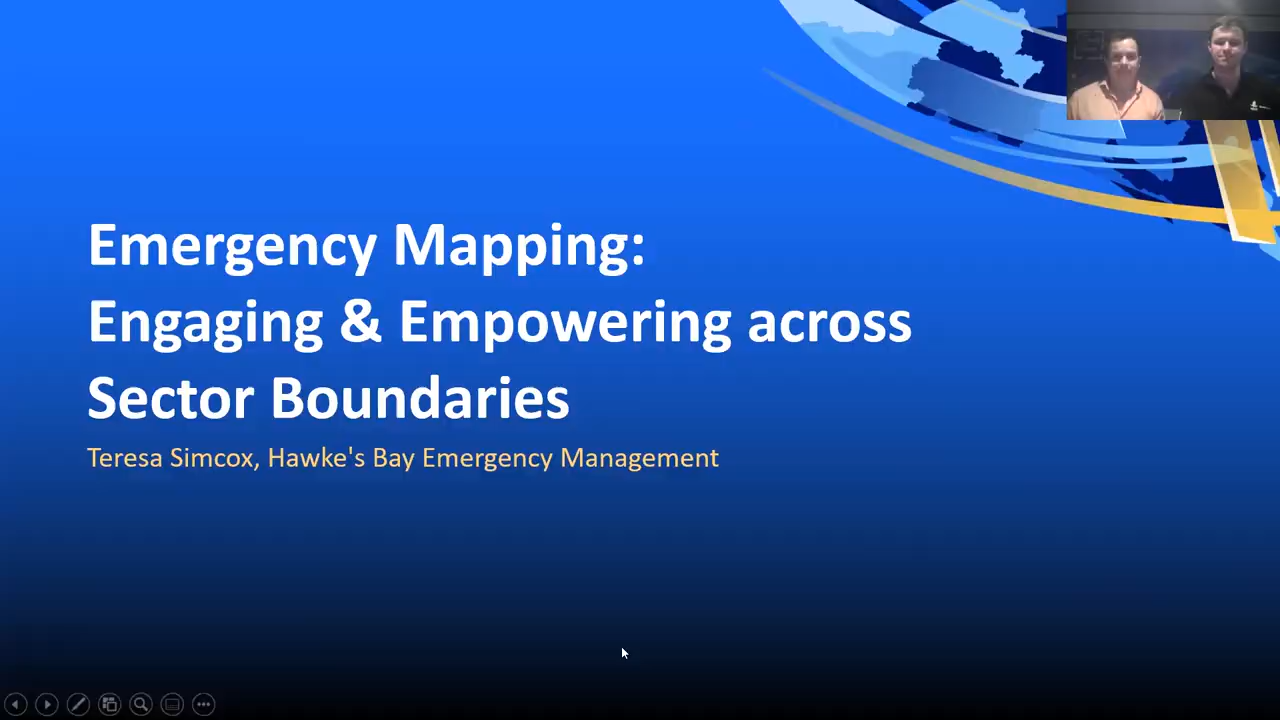 Emergency Mapping:
Engaging & Empowering across
Sector Boundaries
Teresa Simcox, Hawke's Bay Emergency Management